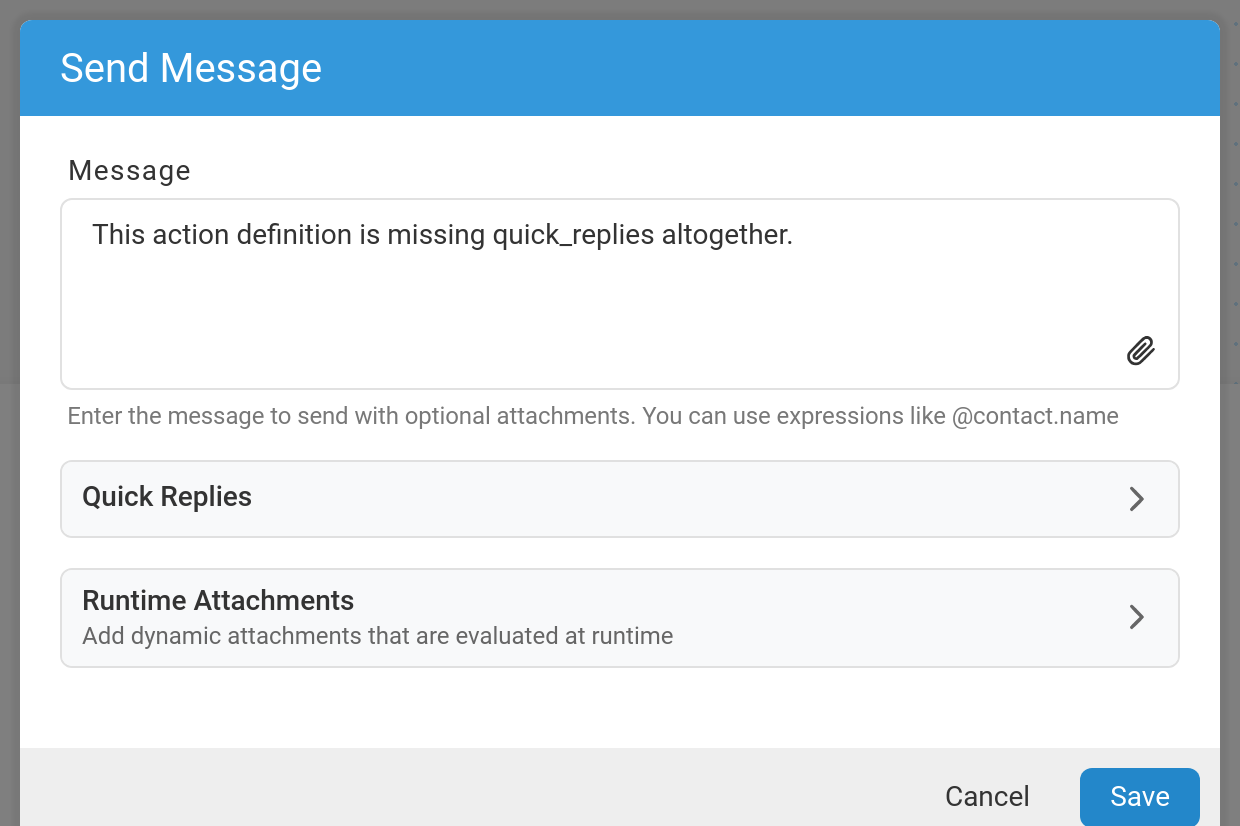 Send Message
Message
This action definition is missing quick_replies altogether.
Enter the message to send with optional attachments. You can use expressions like @contact.name
Quick Replies
Runtime Attachments
Add dynamic attachments that are evaluated at runtime
Cancel
Save